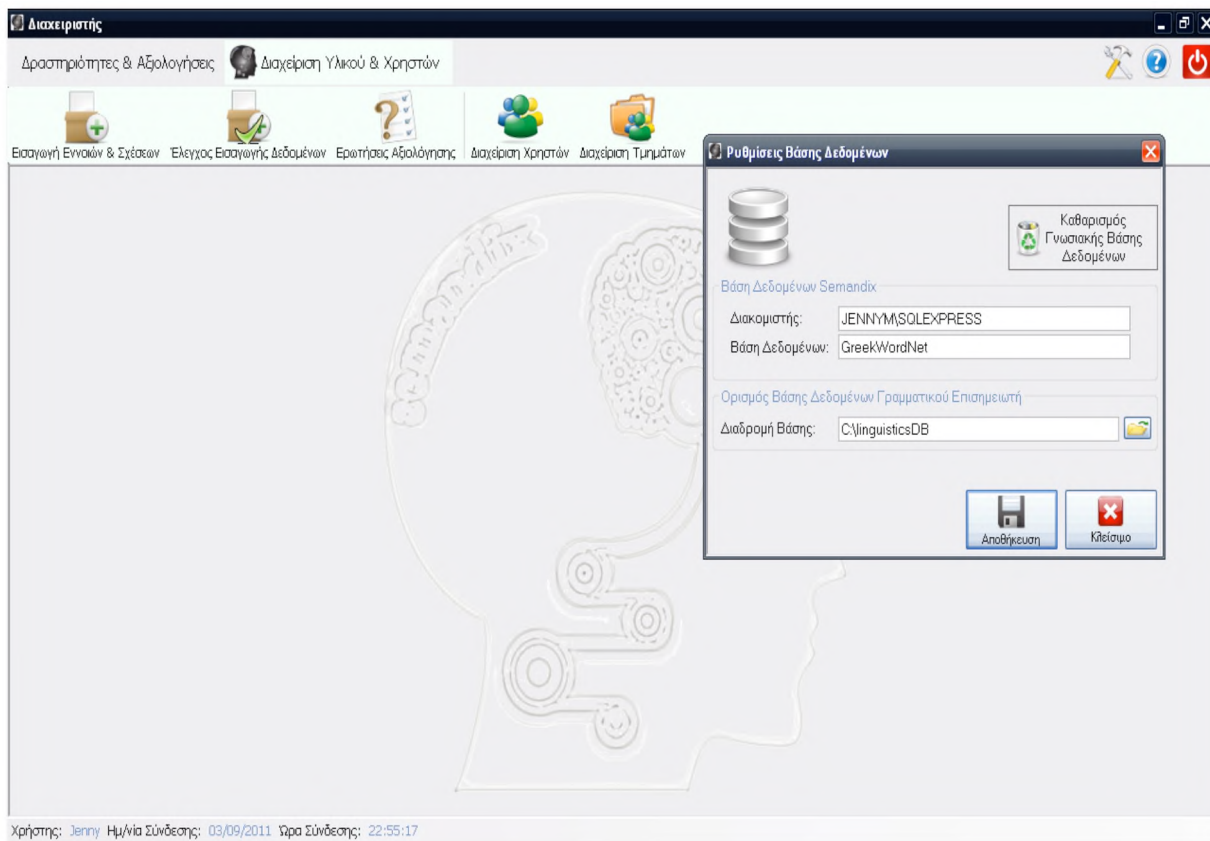 Διαχειριστής
Δραστηριότητες & Αξιολογήσεις Διαχείριση Υλικού & Χρηστών
Εισαγωγή Εννοιών & Σχέσεων Έλεγχος Εισαγωγής Δεδομένων Ερωτήσεις Αξιολόγησης Διαχείριση Χρηστών Διαχείριση Τμημάτων
Ρυθμίσεις Βάσης Δεδομένων
Καθαρισμός
Γνωσιακής Βάσης
Δεδομένων
Βάση Δεδομένων Semandix
Διακομιστής: JENNYM\SQLEXPRESS
Βάση Δεδομένων: GreekWordNet
Ορισμός Βάσης Δεδομένων Γραμματικού Επισημειωτή
Διαδρομή Βάσης: C:\linguisticsDB
Αποθήκευση Κλείσιμο
Semandix
Χρήστης: Jenny Ημ/νία Σύνδεσης: 03/09/2011 Ώρα Σύνδεσης: 22:55:17